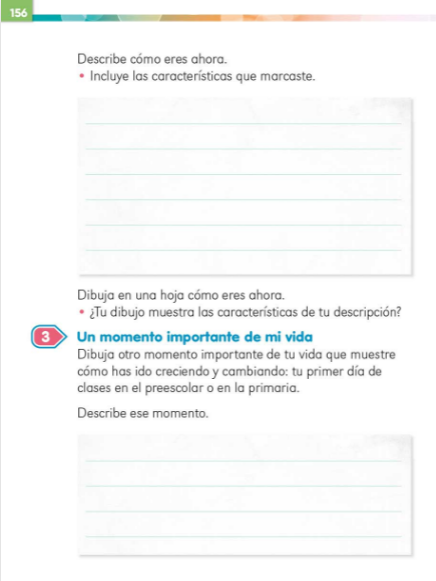 156
Describe cómo eres ahora.
• Incluye las características que marcaste.
Dibuja en una hoja cómo eres ahora.
• ¿Tu dibujo muestra las características de tu descripción?
3 Un momento importante de mi vida
Dibuja otro momento importante de tu vida que muestre
cómo has ido creciendo y cambiando: tu primer día de
clases en el preescolar o en la primaria.
Describe ese momento.